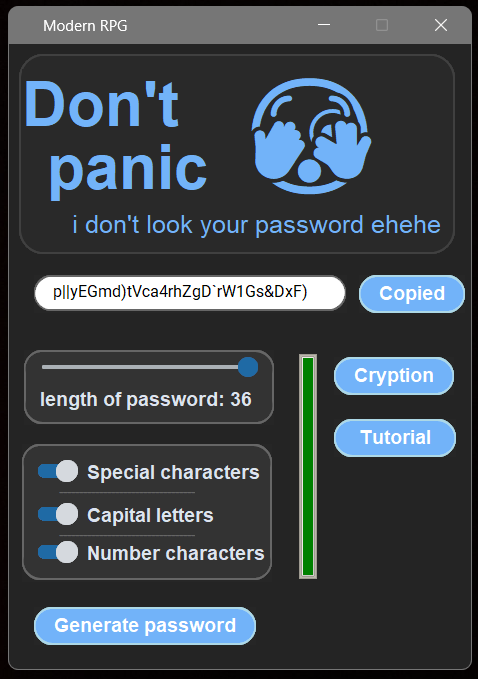 Modern RPG
Don't
panic
i don't look your password ehehe
p||yEGmd)tVca4rhZgD`rW1Gs&DxF)
Copied
length of password: 36
Cryption
Tutorial
Special characters
Capital letters
Number characters
Generate password